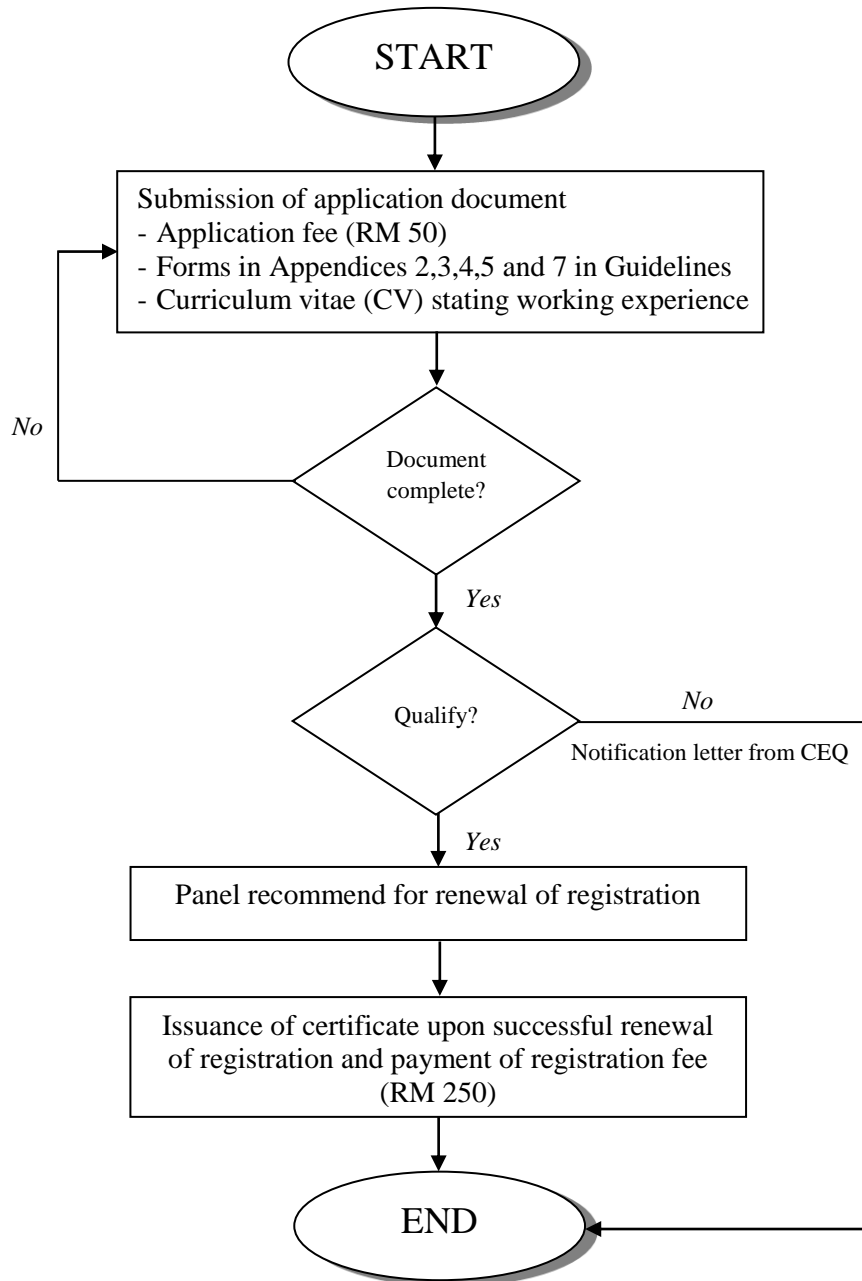 START
Submission of application document
- Application fee (RM 50)
- Forms in Appendices 2,3,4,5 and 7 in Guidelines
- Curriculum vitae (CV) stating working experience
No
Document
complete?
Yes
Qualify?
No
Notification letter from CEQ
Yes
Panel recommend for renewal of registration
Issuance of certificate upon successful renewal
of registration and payment of registration fee
(RM 250)
END